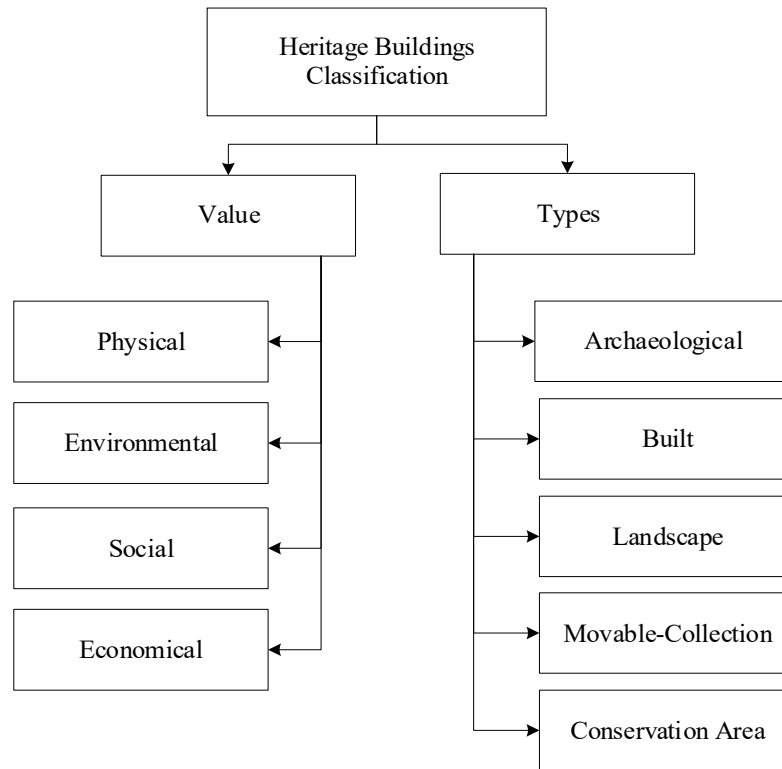 Heritage Buildings
Classification
Value
Types
Physical
Environmental
Social
Economical
Archaeological
Built
Landscape
Movable-Collection
Conservation Area